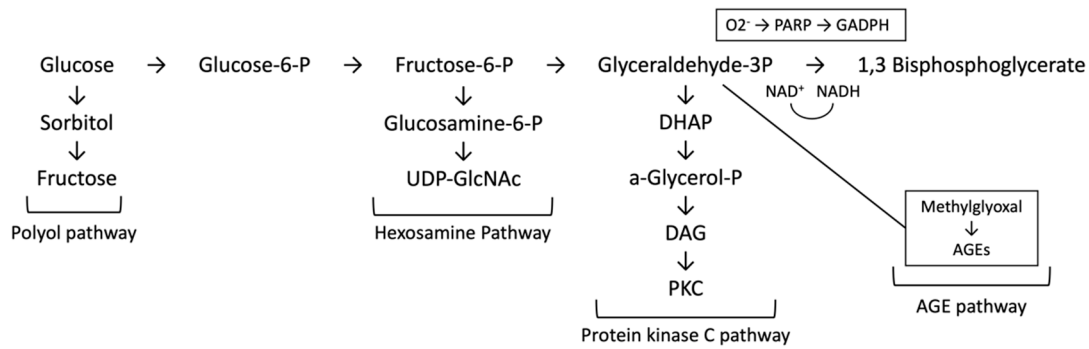 O2⁻ → PARP → GADPH
Glucose → Glucose-6-P → Fructose-6-P → Glyceraldehyde-3P → 1,3 Bisphosphoglycerate
NAD⁺ NADH
Sorbitol Glucosamine-6-P DHAP
Fructose UDP-GlcNAc a-Glycerol-P
Methylglyoxal
Polyol pathway Hexosamine Pathway DAG
AGEs
PKC
AGE pathway
Protein kinase C pathway